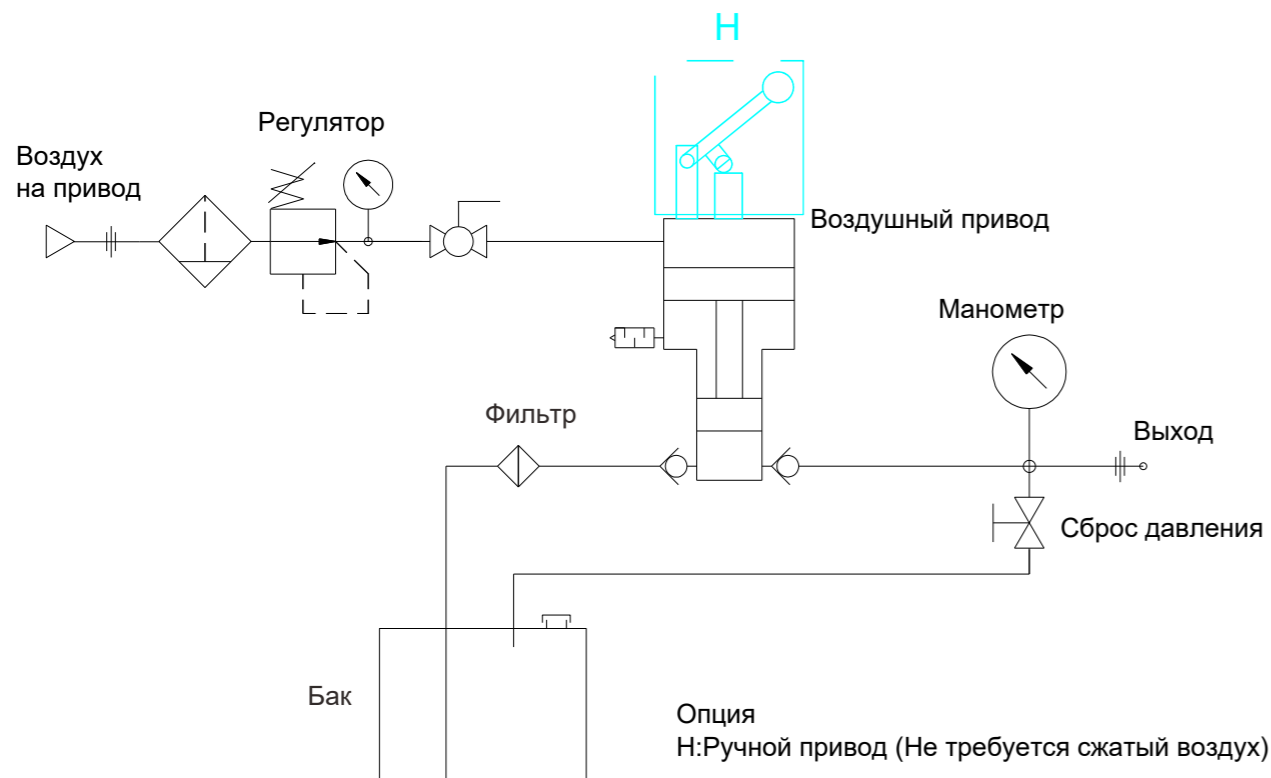 H
Регулятор
Воздух
на привод
Воздушный привод
Манометр
Фильтр
Выход
Сброс давления
Бак
Опция
Н:Ручной привод (Не требуется сжатый воздух)